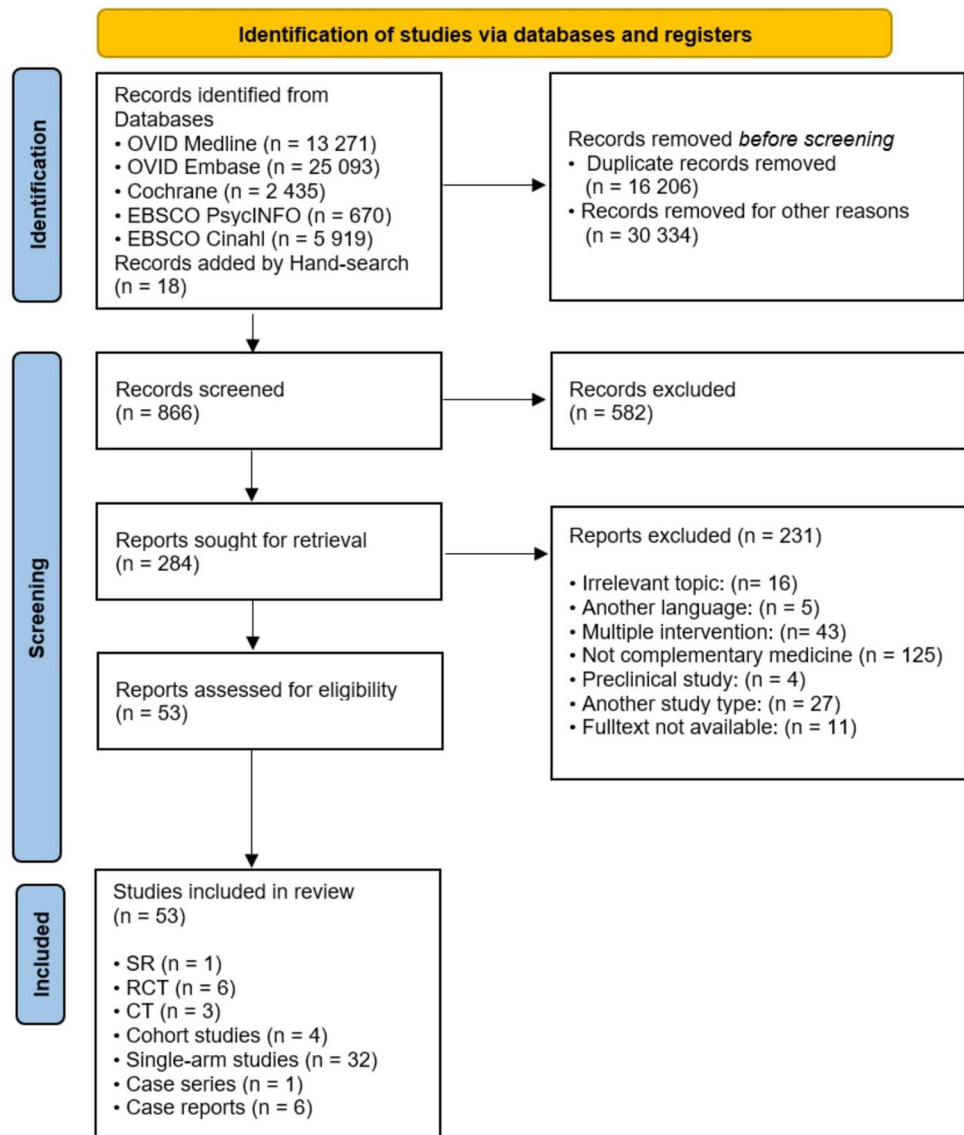 Identification of studies via databases and registers
Identification
Records identified from
Databases
• OVID Medline (n = 13 271)
• OVID Embase (n = 25 093)
• Cochrane (n = 2 435)
• EBSCO PsycINFO (n = 670)
• EBSCO Cinahl (n = 5 919)
Records added by Hand-search
(n = 18)
Records removed before screening
• Duplicate records removed
(n = 16 206)
• Records removed for other reasons
(n = 30 334)
Screening
Records screened
(n = 866)
Records excluded
(n = 582)
Reports sought for retrieval
(n = 284)
Reports excluded (n = 231)
• Irrelevant topic: (n= 16)
• Another language: (n = 5)
• Multiple intervention: (n= 43)
• Not complementary medicine (n = 125)
• Preclinical study: (n = 4)
• Another study type: (n = 27)
• Fulltext not available: (n = 11)
Reports assessed for eligibility
(n = 53)
Included
Studies included in review
(n = 53)
• SR (n = 1)
• RCT (n = 6)
• CT (n = 3)
• Cohort studies (n = 4)
• Single-arm studies (n = 32)
• Case series (n = 1)
• Case reports (n = 6)